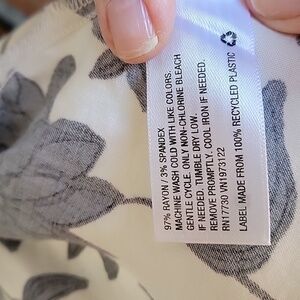 97% RAYON / 3% SPANDEX
MACHINE WASH COLD WITH LIKE COLORS.
GENTLE CYCLE. ONLY NON-CHLORINE BLEACH
IF NEEDED. TUMBLE DRY LOW.
REMOVE PROMPTLY. COOL IRON IF NEEDED.
RN17730 VN1973122
LABEL MADE FROM 100% RECYCLED PLASTIC